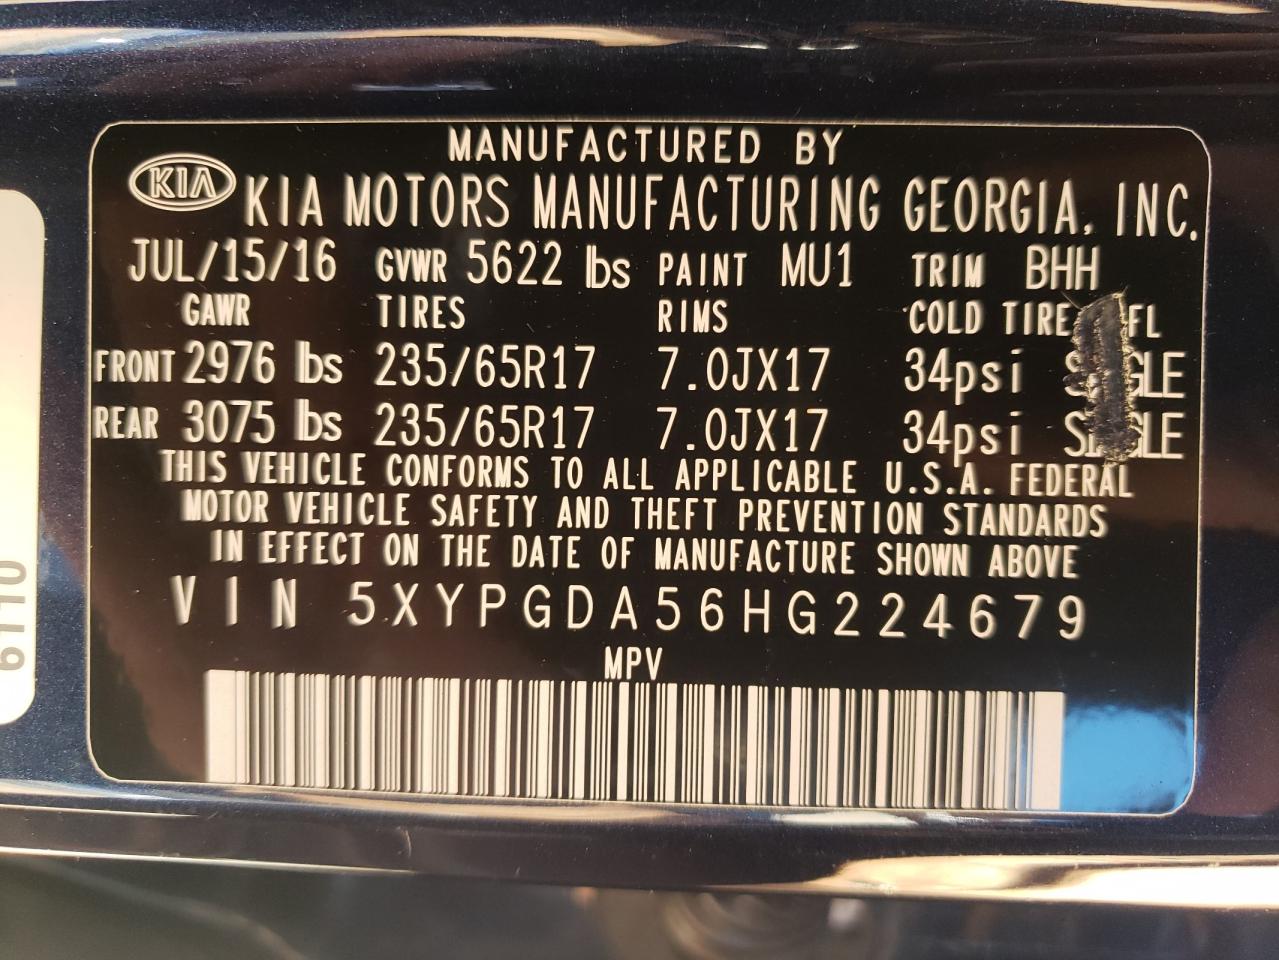 MANUFACTURED BY
KIA KIA MOTORS MANUFACTURING GEORGIA, INC.
JUL/15/16 GVWR 5622 lbs PAINT MU1 TRIM BHH
GAWR TIRES RIMS COLD TIRE
FRONT 2976 lbs 235/65R17 7.0JX17 34psi
REAR 3075 lbs 235/65R17 7.0JX17 34psi
THIS VEHICLE CONFORMS TO ALL APPLICABLE U.S.A. FEDERAL
MOTOR VEHICLE SAFETY AND THEFT PREVENTION STANDARDS
IN EFFECT ON THE DATE OF MANUFACTURE SHOWN ABOVE
VIN 5XYPGDA56HG224679
MPV